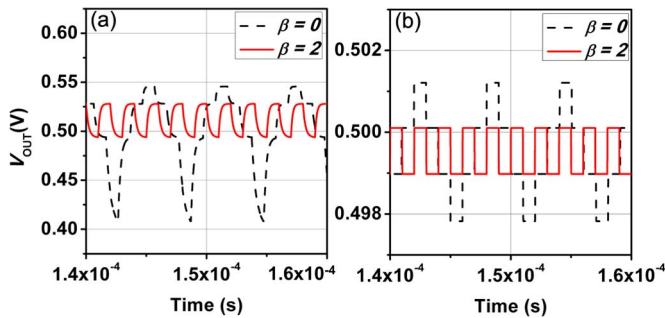 (a)
β = 0
β = 2
0.60
0.55
0.50
0.45
0.40
V_OUT(V)
1.4x10⁻⁴
1.5x10⁻⁴
1.6x10⁻⁴
Time (s)
(b)
β = 0
β = 2
0.502
0.500
0.498
1.4x10⁻⁴
1.5x10⁻⁴
1.6x10⁻⁴
Time (s)